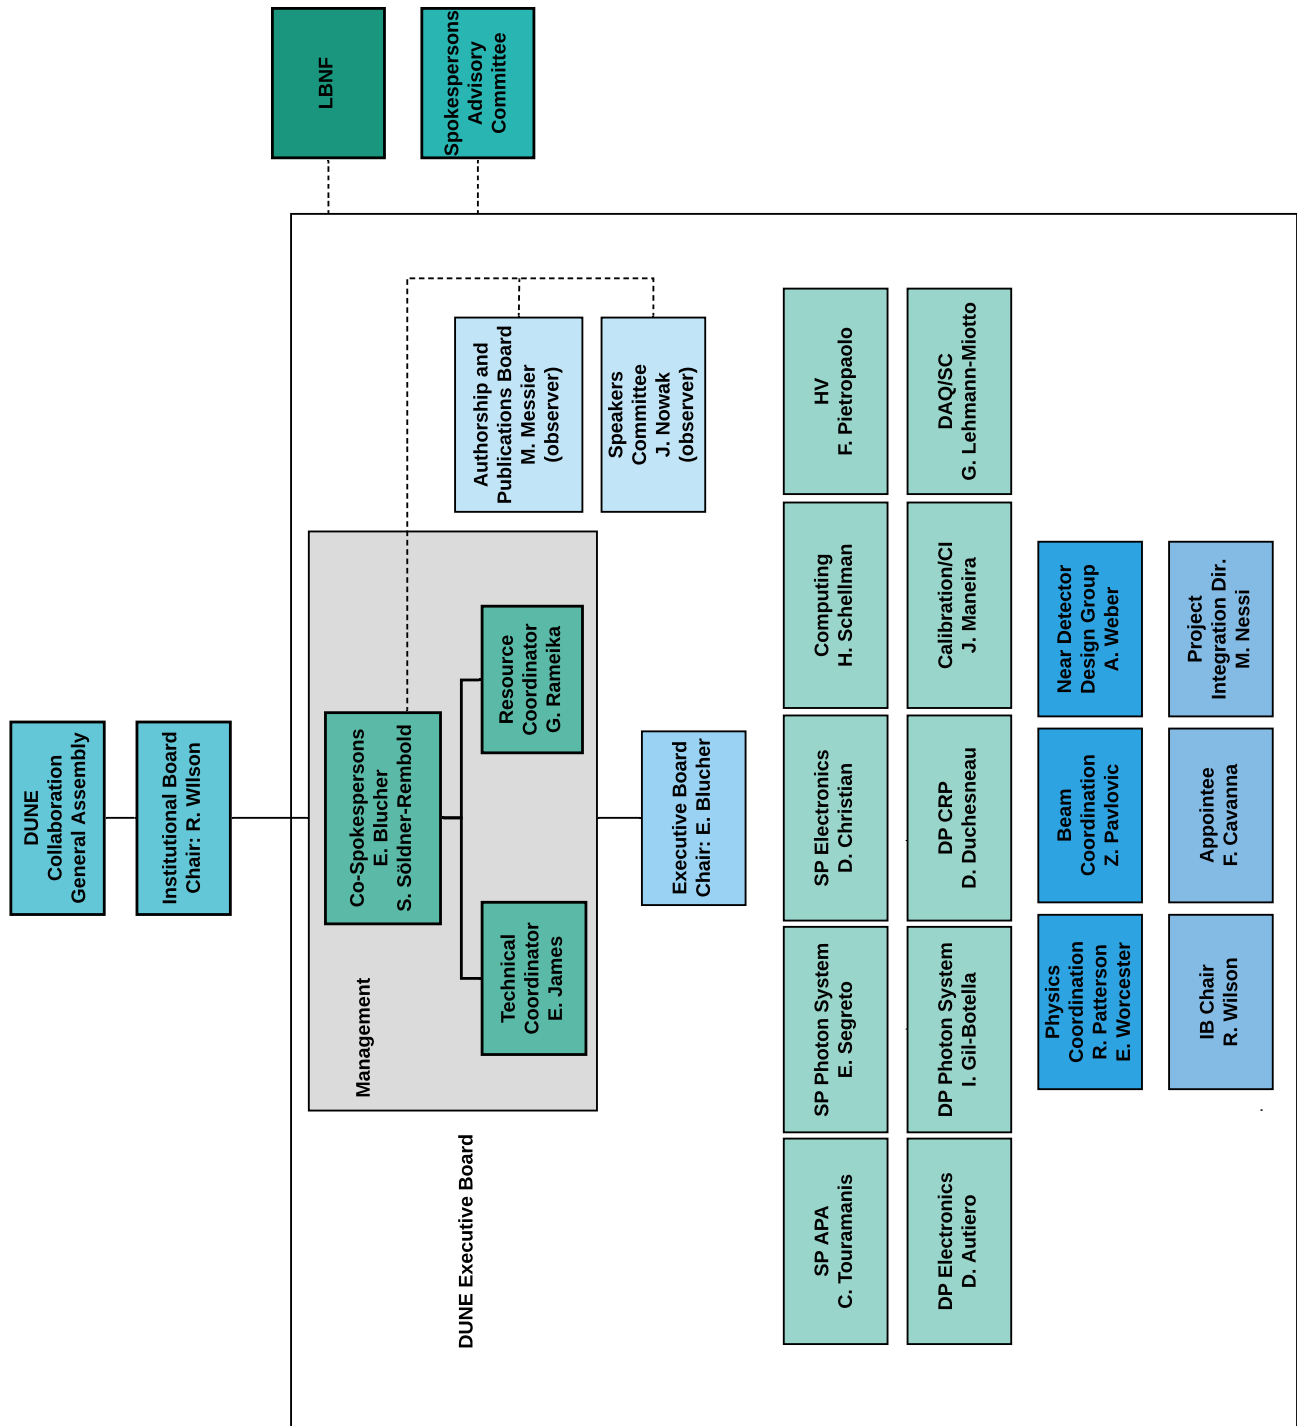 DUNE
Collaboration
General Assembly
Institutional Board
Chair: R. WIlson
LBNF
Spokespersons
Advisory
Committee
DUNE Executive Board
Management
Co-Spokespersons
E. Blucher
S. Söldner-Rembold
Technical
Coordinator
E. James
Resource
Coordinator
G. Rameika
Authorship and
Publications Board
M. Messier
(observer)
Speakers
Committee
J. Nowak
(observer)
Executive Board
Chair: E. Blucher
SP APA
C. Touramanis
SP Photon System
E. Segreto
SP Electronics
D. Christian
Computing
H. Schellman
HV
F. Pietropaolo
DP Electronics
D. Autiero
DP Photon System
I. Gil-Botella
DP CRP
D. Duchesneau
Calibration/CI
J. Maneira
DAQ/SC
G. Lehmann-Miotto
Physics
Coordination
R. Patterson
E. Worcester
Beam
Coordination
Z. Pavlovic
Near Detector
Design Group
A. Weber
IB Chair
R. Wilson
Appointee
F. Cavanna
Project
Integration Dir.
M. Nessi